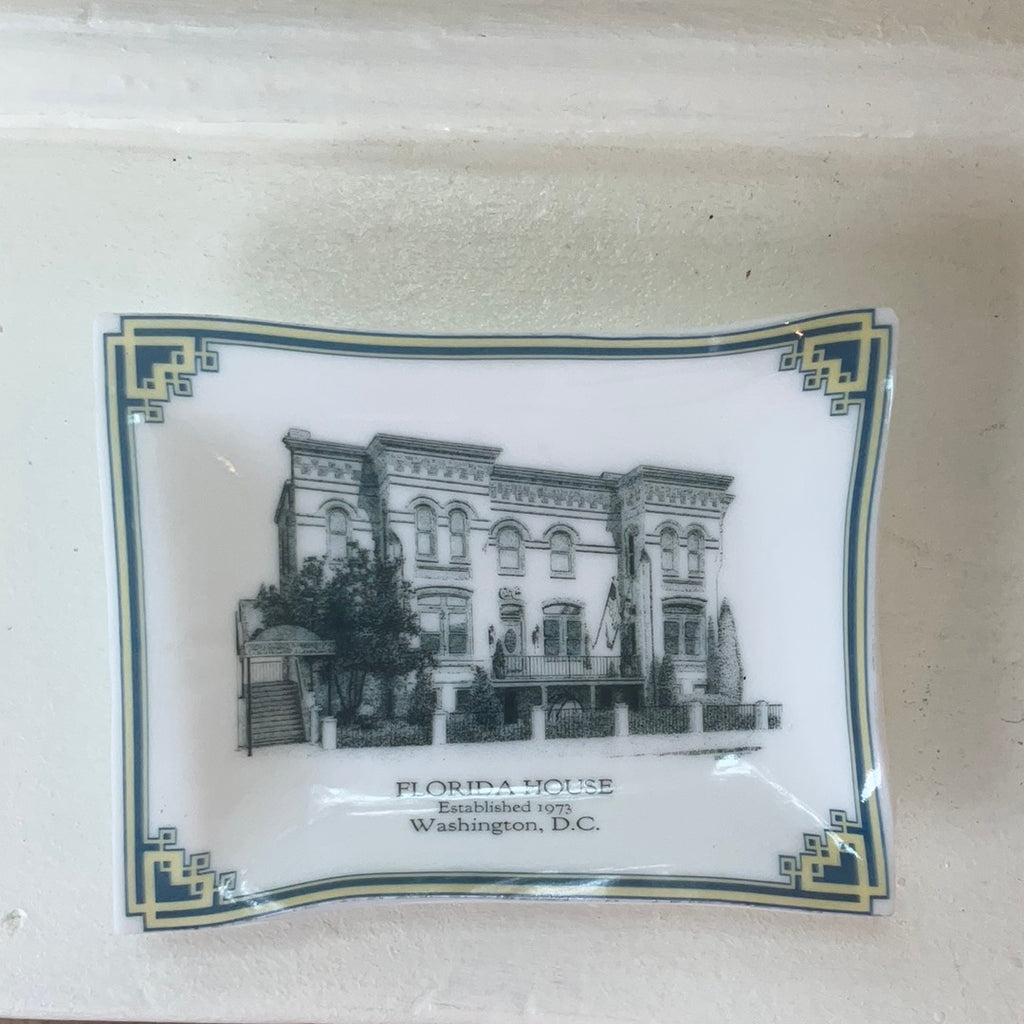 FLORIDA HOUSE
Established 1973
Washington, D.C.